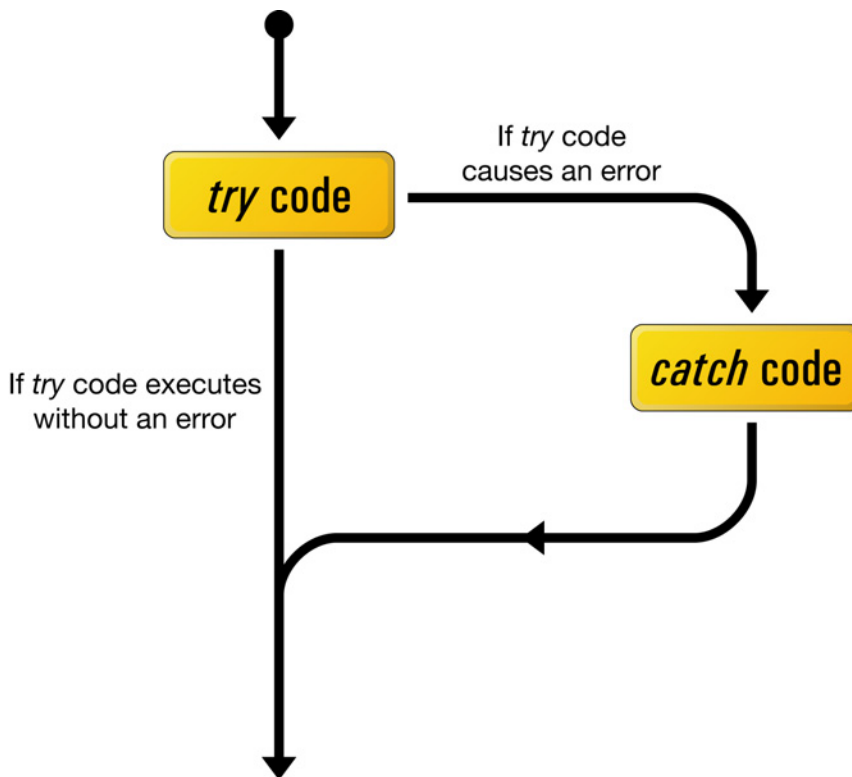 If try code
causes an error
try code
catch code
If try code executes
without an error